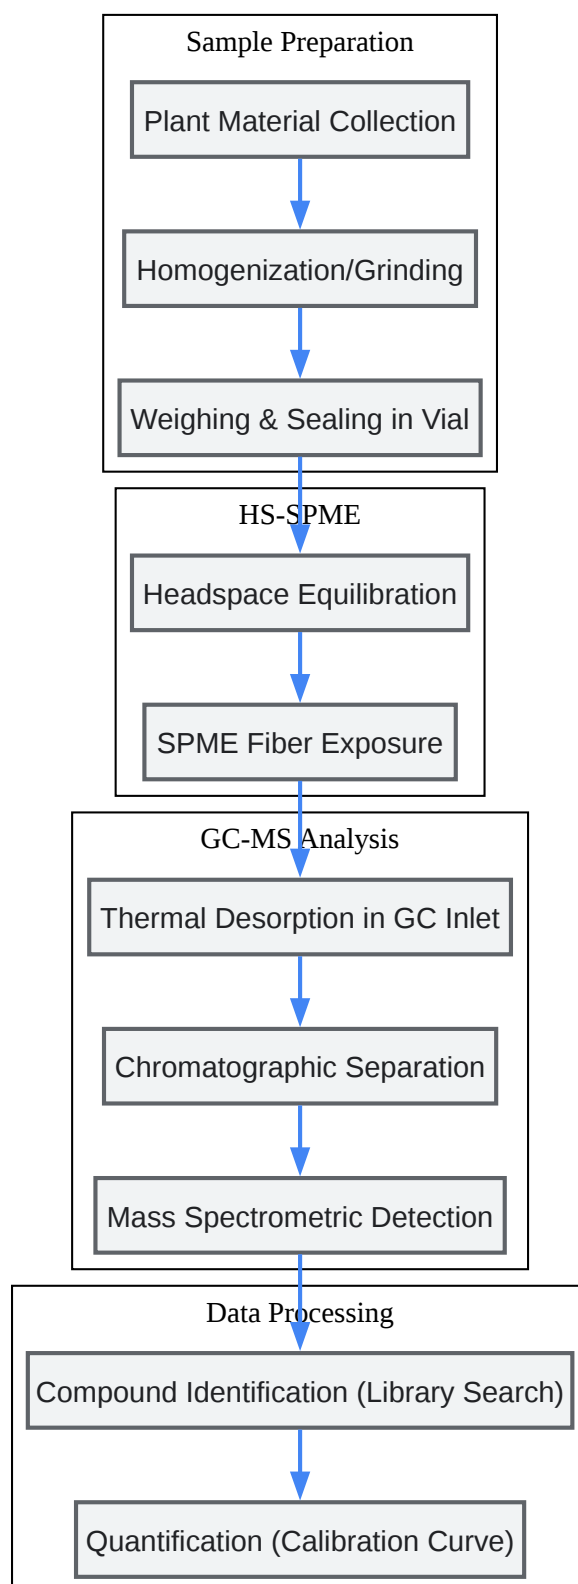 Sample Preparation
Plant Material Collection
Homogenization/Grinding
Weighing & Sealing in Vial
HS-SPME
Headspace Equilibration
SPME Fiber Exposure
GC-MS Analysis
Thermal Desorption in GC Inlet
Chromatographic Separation
Mass Spectrometric Detection
Data Processing
Compound Identification (Library Search)
Quantification (Calibration Curve)